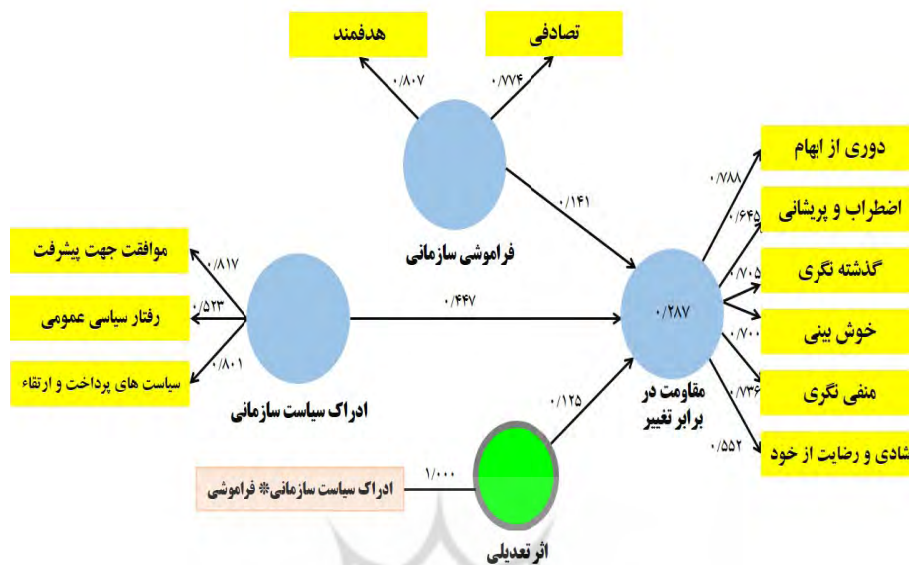 هدفمند
تصادفی
۰/۸۰۷
۰/۷۷۴
فراموشی سازمانی
۰/۱۴۱
موافقت جهت پیشرفت
رفتار سیاسی عمومی
سیاست های پرداخت و ارتقاء
۰/۸۱۷
۰/۵۲۳
۰/۸۰۱
ادراک سیاست سازمانی
۰/۴۴۷
۰/۲۸۷
مقاومت در
برابر تغییر
۰/۷۸۸
۰/۶۴۵
۰/۷۰۵
۰/۷۰۰
۰/۷۳۶
۰/۵۵۲
دوری از ابهام
اضطراب و پریشانی
گذشته نگری
خوش بینی
منفی نگری
شادی و رضایت از خود
۰/۱۲۵
۱/۰۰۰
ادراک سیاست سازمانی* فراموشی
اثر تعدیلی